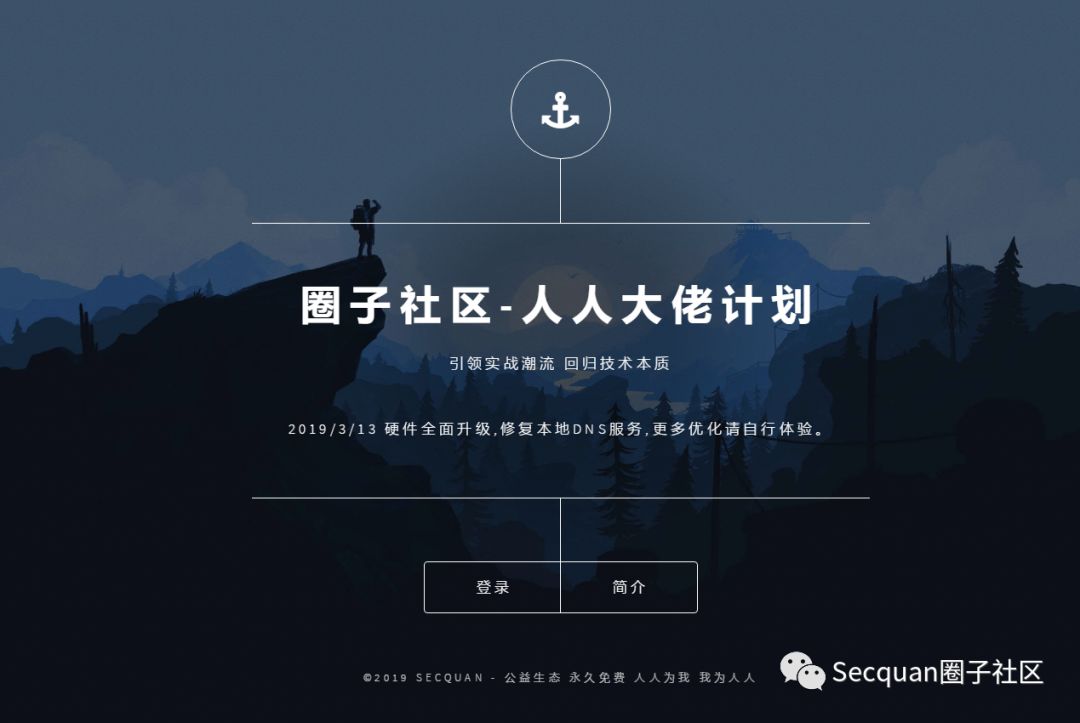 圈子社区-人人大佬计划
引领实战潮流 回归技术本质
2019/3/13 硬件全面升级,修复本地DNS服务,更多优化请自行体验。
登录
简介
©2019 SECQUAN - 公益生态 永久免费 人人为我 我为人人
Secquan圈子社区